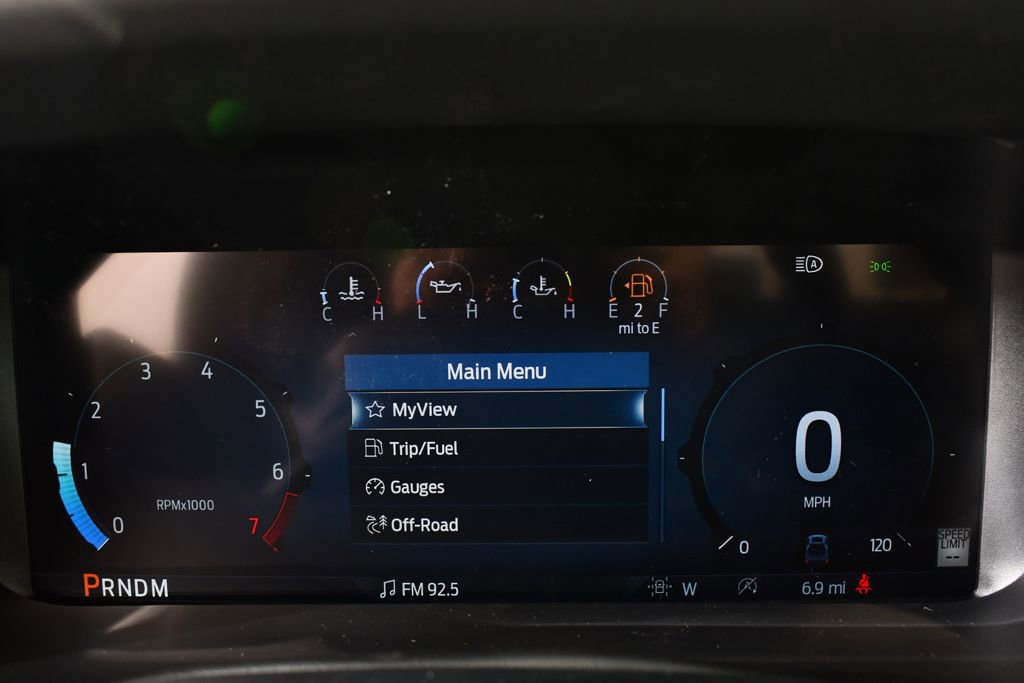 A
C H
L H
C H
E 2 F
mi to E
Main Menu
MyView
Trip/Fuel
Gauges
Off-Road
0
1
2
3
4
5
6
7
RPMx1000
0
MPH
0
120
SPEED
LIMIT
--
PRNDM
FM 92.5
W
A
6.9 mi